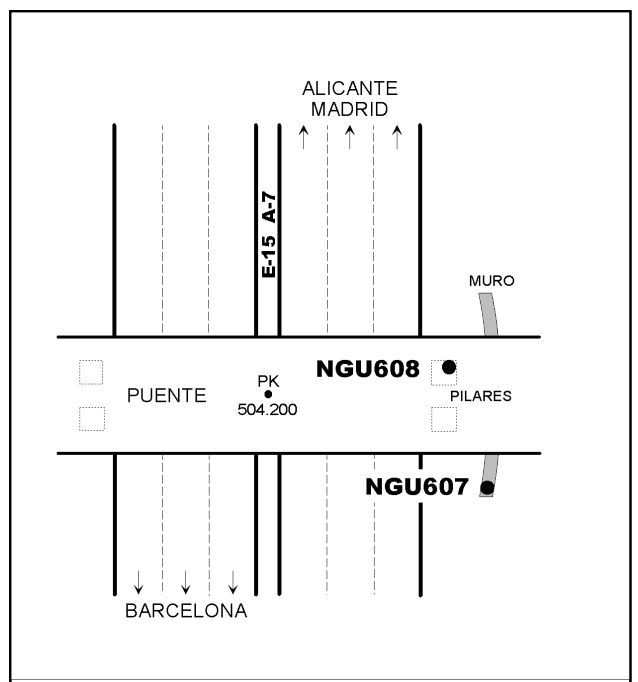 ALICANTE
MADRID
E-15 A-7
MURO
NGU608
PK
504.200
PUENTE
PILARES
NGU607
BARCELONA